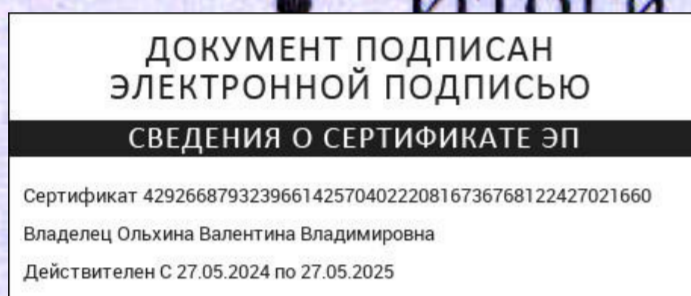 ДОКУМЕНТ ПОДПИСАН
ЭЛЕКТРОННОЙ ПОДПИСЬЮ
СВЕДЕНИЯ О СЕРТИФИКАТЕ ЭП
Сертификат 429266879323966142570402220816736768122427021660
Владелец Ольхина Валентина Владимировна
Действителен С 27.05.2024 по 27.05.2025